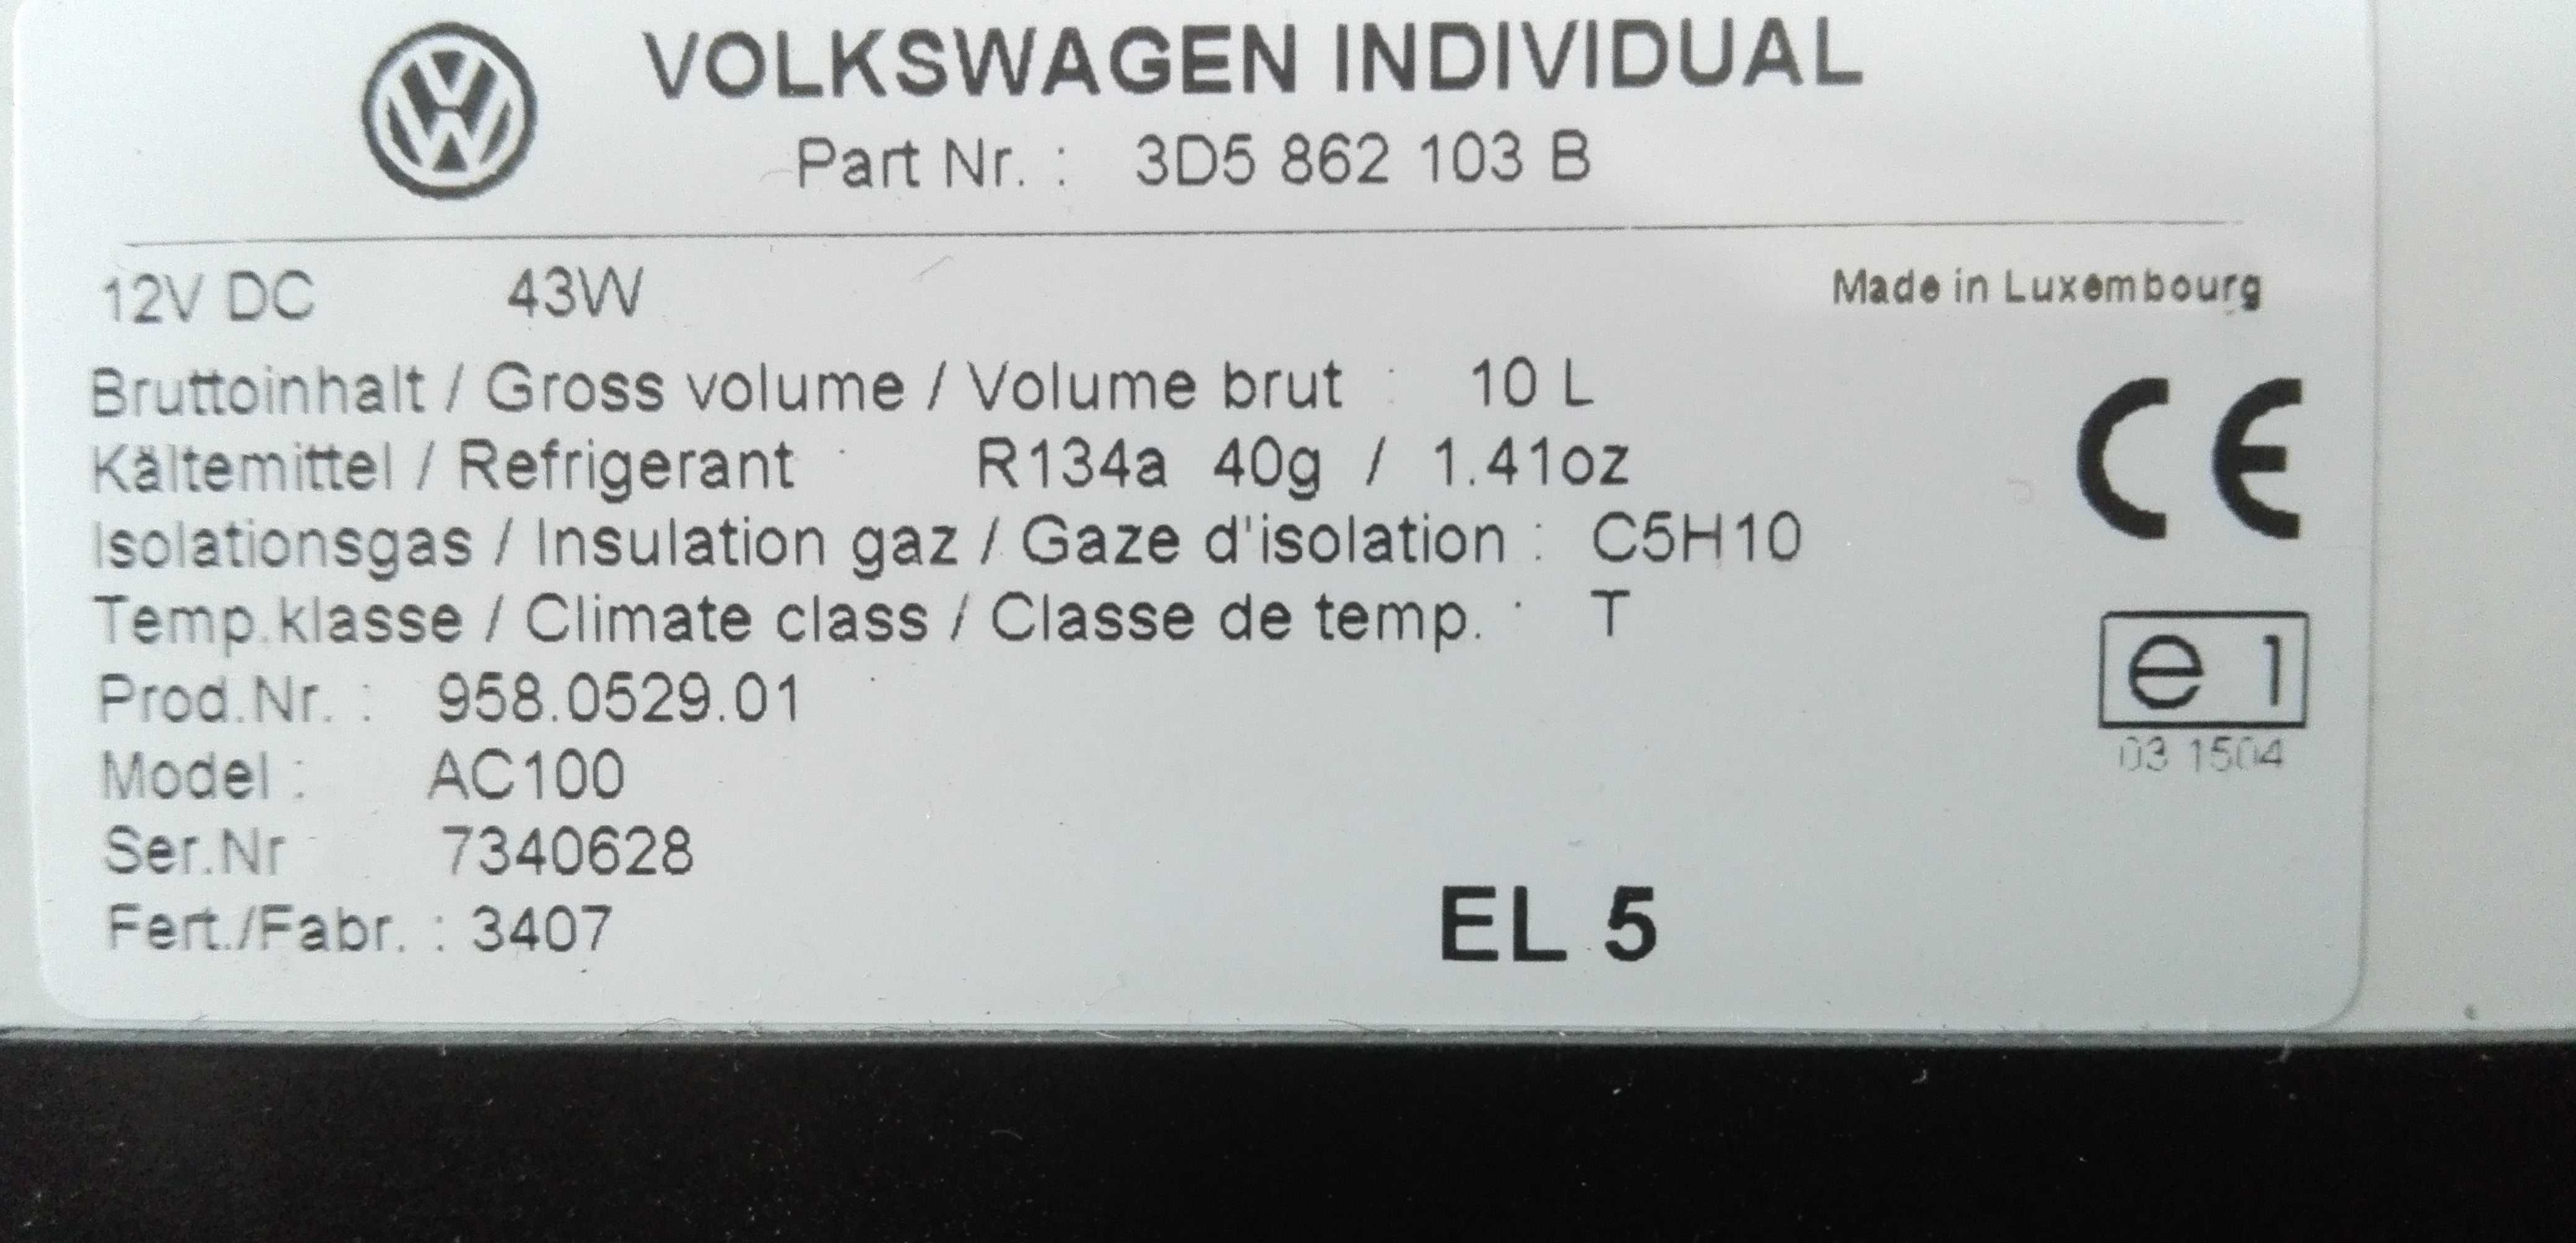 VOLKSWAGEN INDIVIDUAL
Part Nr. : 3D5 862 103 B
12V DC 43W
Made in Luxembourg
Bruttoinhalt / Gross volume / Volume brut : 10 L
Kältemittel / Refrigerant : R134a 40g / 1.41oz
Isolationsgas / Insulation gaz / Gaze d'isolation : C5H10
Temp.klasse / Climate class / Classe de temp. : T
Prod.Nr. : 958.0529.01
Model : AC100
Ser.Nr 7340628
Fert./Fabr. : 3407
CE
e 1
03 1504
EL 5